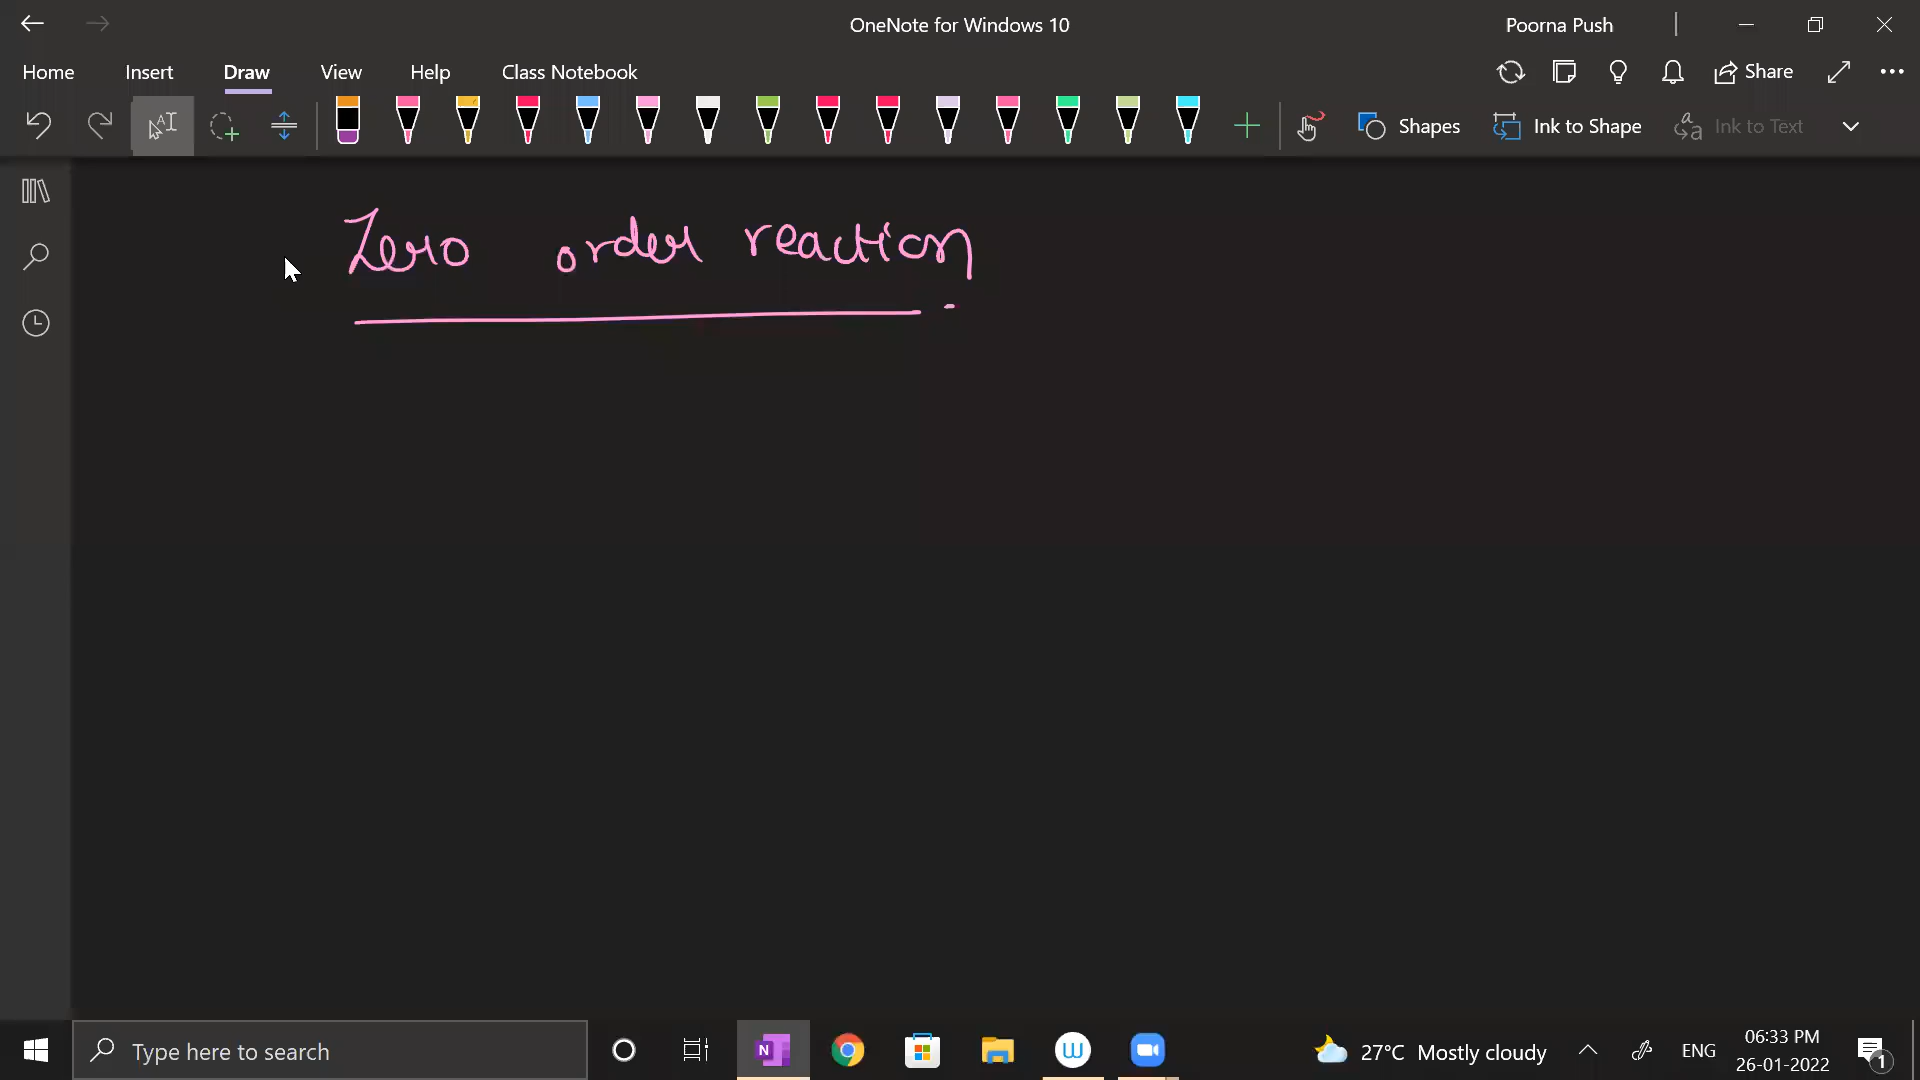 OneNote for Windows 10
Poorna Push
Home Insert Draw View Help Class Notebook
Share
Shapes Ink to Shape Ink to Text
Zero order reaction
Type here to search
27°C Mostly cloudy
ENG
06:33 PM
26-01-2022
1